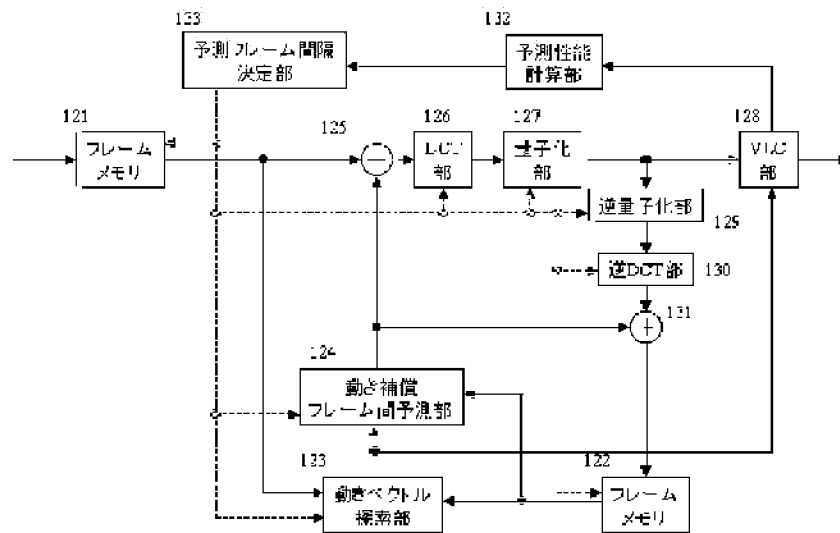 133
予測フレーム間隔
決定部
132
予測性能
計算部
121
フレーム
メモリ
125
126
DCT
部
127
量子化
部
128
VLC
部
逆量子化部
129
逆DCT部
130
131
124
動き補償
フレーム間予測部
123
動きベクトル
探索部
122
フレーム
メモリ